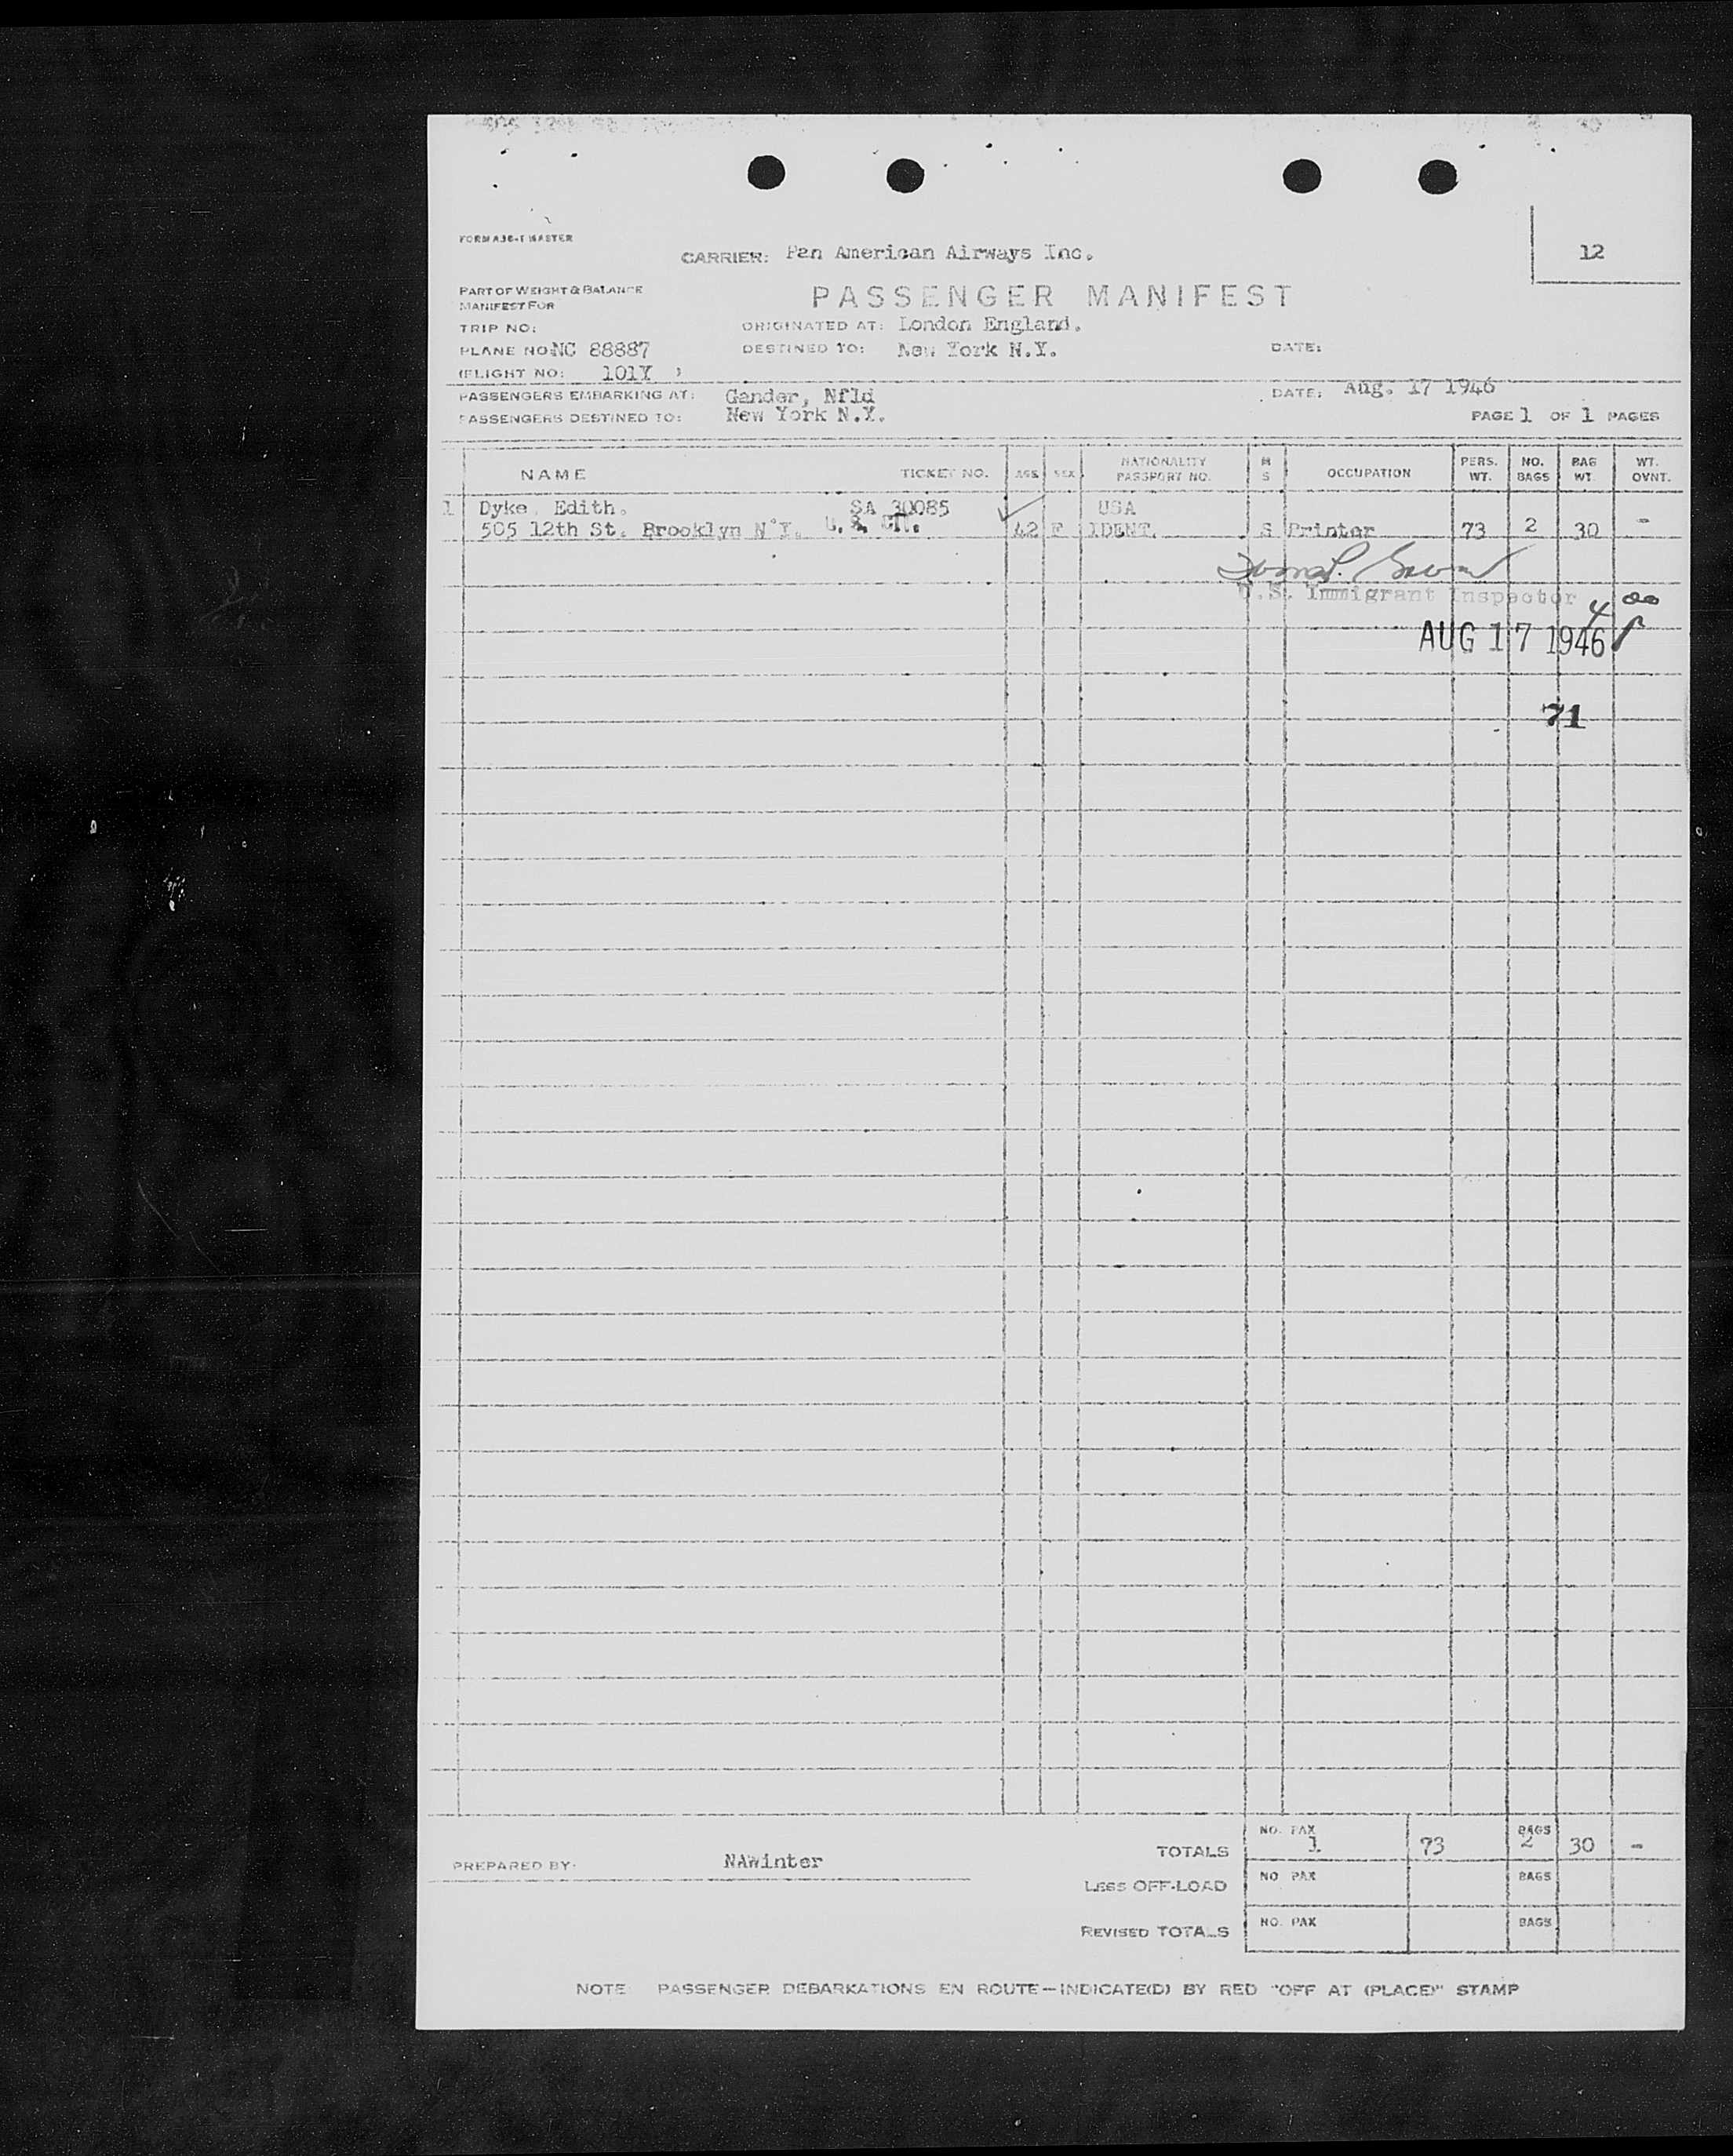 FORM A36-T MASTER
CARRIER: Pan American Airways Inc.
12
PART OF WEIGHT & BALANCE
MANIFEST FOR
PASSENGER MANIFEST
TRIP NO:
ORIGINATED AT: London England.
PLANE NO: NC 88887
DESTINED TO: New York N.Y.
DATE:
(FLIGHT NO: 101Y )
PASSENGERS EMBARKING AT: Gander, Nfld
DATE: Aug. 17 1946
PASSENGERS DESTINED TO: New York N.Y.
PAGE 1 OF 1 PAGES
NAME TICKET NO. AGE SEX NATIONALITY PASSPORT NO. M S OCCUPATION PERS. WT. NO. BAGS BAG WT. WT. OVNT.
1 Dyke Edith. SA 30085 USA
505 12th St. Brooklyn N.Y. U. S. CIT. 42 F IDENT. S Printer 73 2 30 -
U.S. Immigrant Inspector
4 00 P
AUG 17 1946
71
TOTALS NO. PAX 1 73 BAGS 2 30 -
PREPARED BY: NAWinter
LESS OFF-LOAD NO. PAX BAGS
REVISED TOTALS NO. PAX BAGS
NOTE PASSENGER DEBARKATIONS EN ROUTE—INDICATE(D) BY RED "OFF AT (PLACE)" STAMP